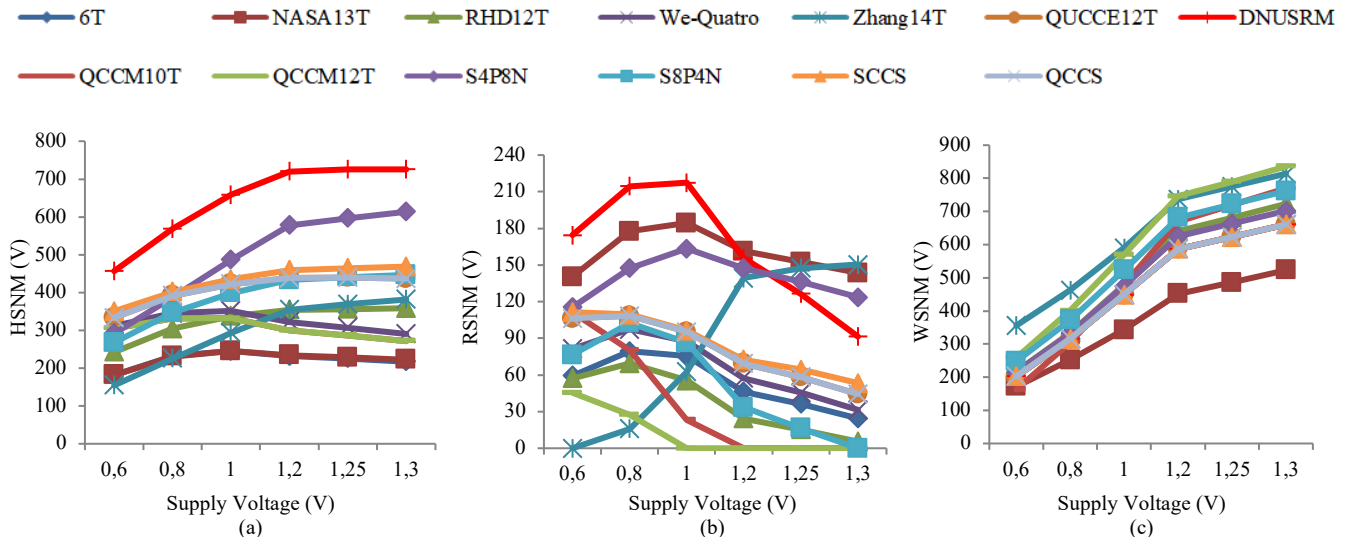 6T NASA13T RHD12T We-Quatro Zhang14T QUCCE12T DNUSRM
QCCM10T QCCM12T S4P8N S8P4N SCCS QCCS
HSNM (V)
800
700
600
500
400
300
200
100
0
0,6 0,8 1 1,2 1,25 1,3
Supply Voltage (V)
(a)
RSNM (V)
240
210
180
150
120
90
60
30
0
0,6 0,8 1 1,2 1,25 1,3
Supply Voltage (V)
(b)
WSNM (V)
900
800
700
600
500
400
300
200
100
0
0,6 0,8 1 1,2 1,25 1,3
Supply Voltage (V)
(c)